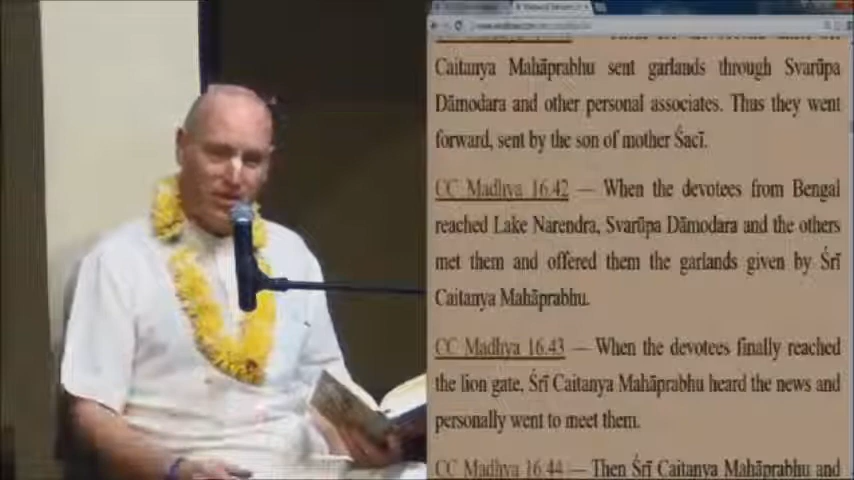 Caitanya Mahāprabhu sent garlands through Svarūpa
Dāmodara and other personal associates. Thus they went
forward, sent by the son of mother Śacī.
CC Madhya 16.42 — When the devotees from Bengal
reached Lake Narendra, Svarūpa Dāmodara and the others
met them and offered them the garlands given by Śrī
Caitanya Mahāprabhu.
CC Madhya 16.43 — When the devotees finally reached
the lion gate, Śrī Caitanya Mahāprabhu heard the news and
personally went to meet them.
CC Madhya 16.44 — Then Śrī Caitanya Mahāprabhu and